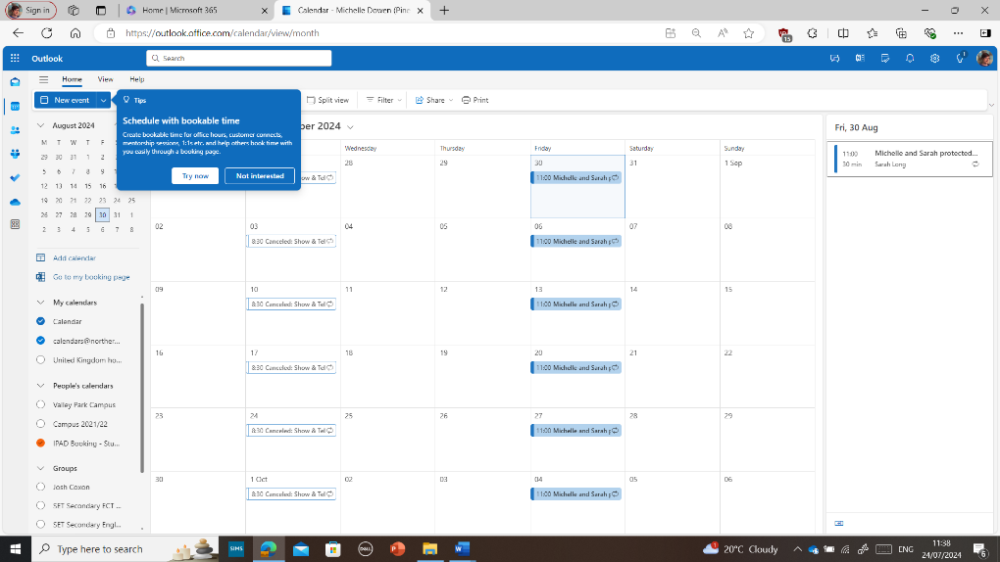 Sign in
Home | Microsoft 365
Calendar - Michelle Dowen (Pine
https://outlook.office.com/calendar/view/month
15
Outlook
Search
1
Home View Help
New event
Split view
Filter
Share
Print
Tips
Schedule with bookable time
Create bookable time for office hours, customer connects,
mentorship sessions, 1:1s etc. and help others book time with
you easily through a booking page.
Try now
Not interested
August 2024
M T W T F
29 30 31 1 2
5 6 7 8 9
12 13 14 15 16
19 20 21 22 23 24 25
26 27 28 29 30 31 1
2 3 4 5 6 7 8
Add calendar
Go to my booking page
My calendars
Calendar
calendars@norther...
United Kingdom ho...
People's calendars
Valley Park Campus
Campus 2021/22
IPAD Booking - Stu...
Groups
Josh Coxon
SET Secondary ECT ...
SET Secondary Engl...
ber 2024
Wednesday Thursday Friday Saturday Sunday
28 29 30 31 1 Sep
ow & Tel
11:00 Michelle and Sarah p
02 03 04 05 06 07 08
8:30 Canceled: Show & Tel
11:00 Michelle and Sarah p
09 10 11 12 13 14 15
8:30 Canceled: Show & Tel
11:00 Michelle and Sarah p
16 17 18 19 20 21 22
8:30 Canceled: Show & Tel
11:00 Michelle and Sarah p
23 24 25 26 27 28 29
8:30 Canceled: Show & Tel
11:00 Michelle and Sarah p
30 1 Oct 02 03 04 05 06
8:30 Canceled: Show & Tel
11:00 Michelle and Sarah p
Fri, 30 Aug
11:00 Michelle and Sarah protected...
30 min Sarah Long
Type here to search
SIMS
DELL
1
20°C Cloudy
ENG
11:38
24/07/2024
6